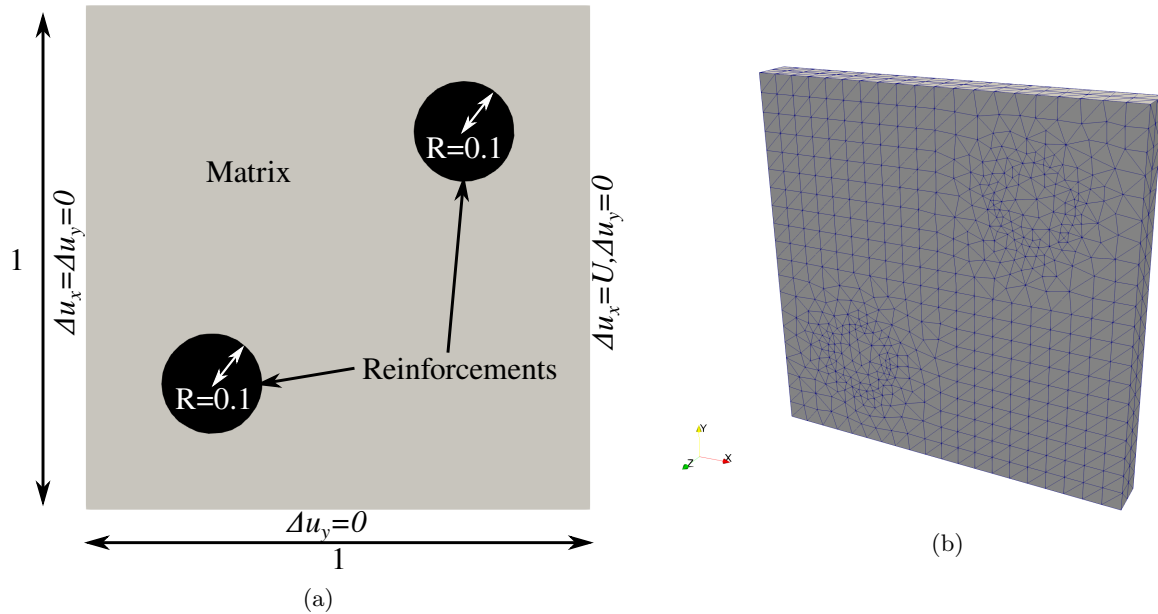 R=0.1
Matrix
1
Δu_x=Δu_y=0
Δu_x=U,Δu_y=0
Reinforcements
R=0.1
Δu_y=0
1
(a)
Y
Z
X
(b)